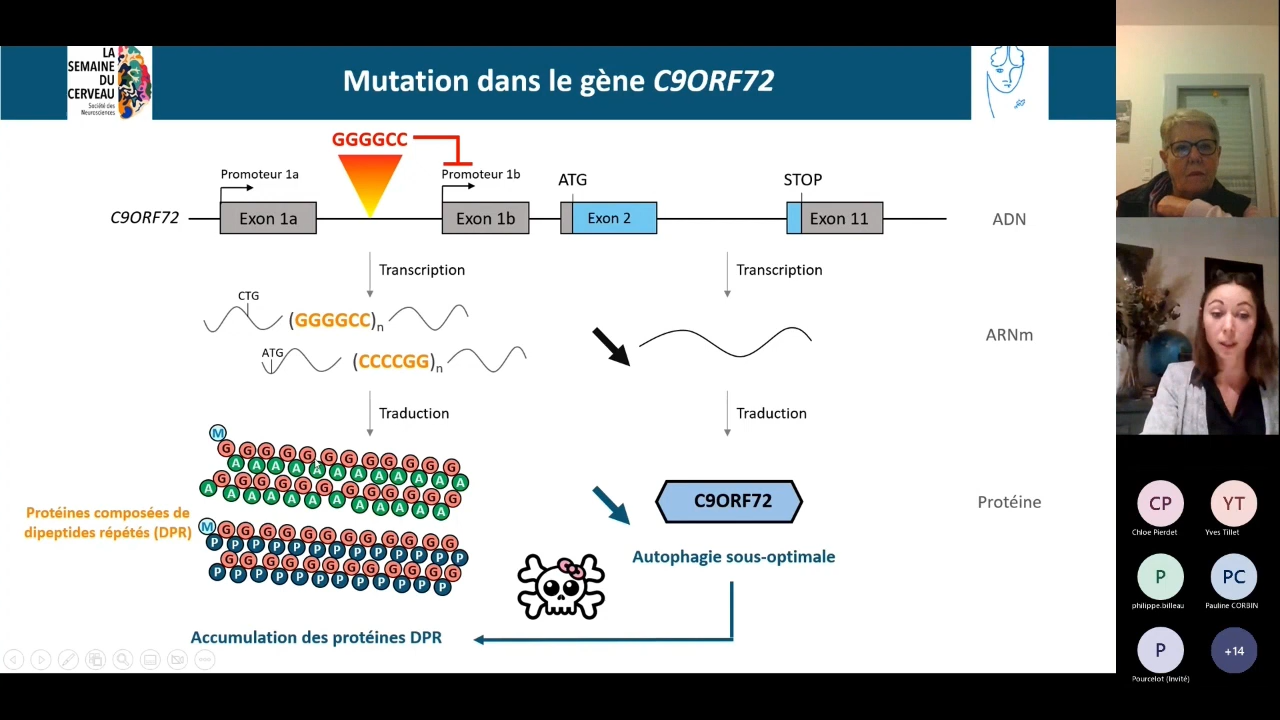 LA
SEMAINE
DU
CERVEAU
Société des
Neurosciences
Mutation dans le gène C9ORF72
GGGGCC
Promoteur 1a
Promoteur 1b
ATG
STOP
C9ORF72
Exon 1a
Exon 1b
Exon 2
Exon 11
ADN
Transcription
Transcription
CTG
(GGGGCC)n
ARNm
ATG
(CCCCGG)n
Traduction
Traduction
M
G G G G G G G G G G G G
A A A A A A A A A A A A
G G G G G G G G G G G G
A A A A A A A A A A A A
Protéines composées de
dipeptides répétés (DPR)
M
G G G G G G G G G G G G
P P P P P P P P P P P P
G G G G G G G G G G G G
P P P P P P P P P P P P
C9ORF72
Protéine
Autophagie sous-optimale
Accumulation des protéines DPR
CP
YT
Chloe Pierdet
Yves Tillet
P
PC
philippe.billeau
Pauline CORBIN
P
+14
Pourcelot (Invité)